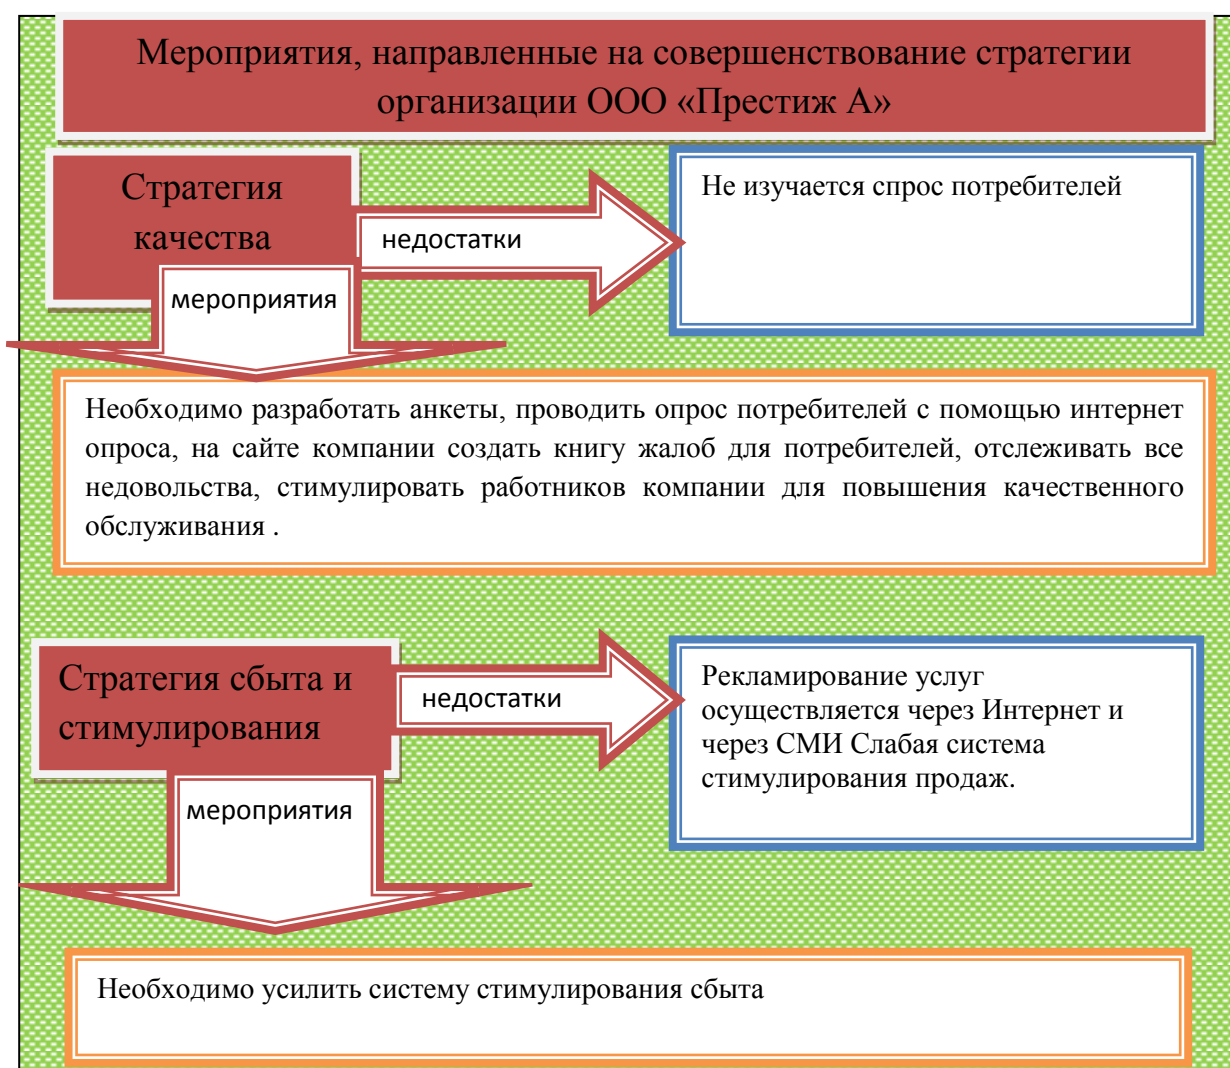 Мероприятия, направленные на совершенствование стратегии
организации ООО «Престиж А»
Стратегия
качества
недостатки
Не изучается спрос потребителей
мероприятия
Необходимо разработать анкеты, проводить опрос потребителей с помощью интернет
опроса, на сайте компании создать книгу жалоб для потребителей, отслеживать все
недовольства, стимулировать работников компании для повышения качественного
обслуживания .
Стратегия сбыта и
стимулирования
недостатки
Рекламирование услуг
осуществляется через Интернет и
через СМИ Слабая система
стимулирования продаж.
мероприятия
Необходимо усилить систему стимулирования сбыта